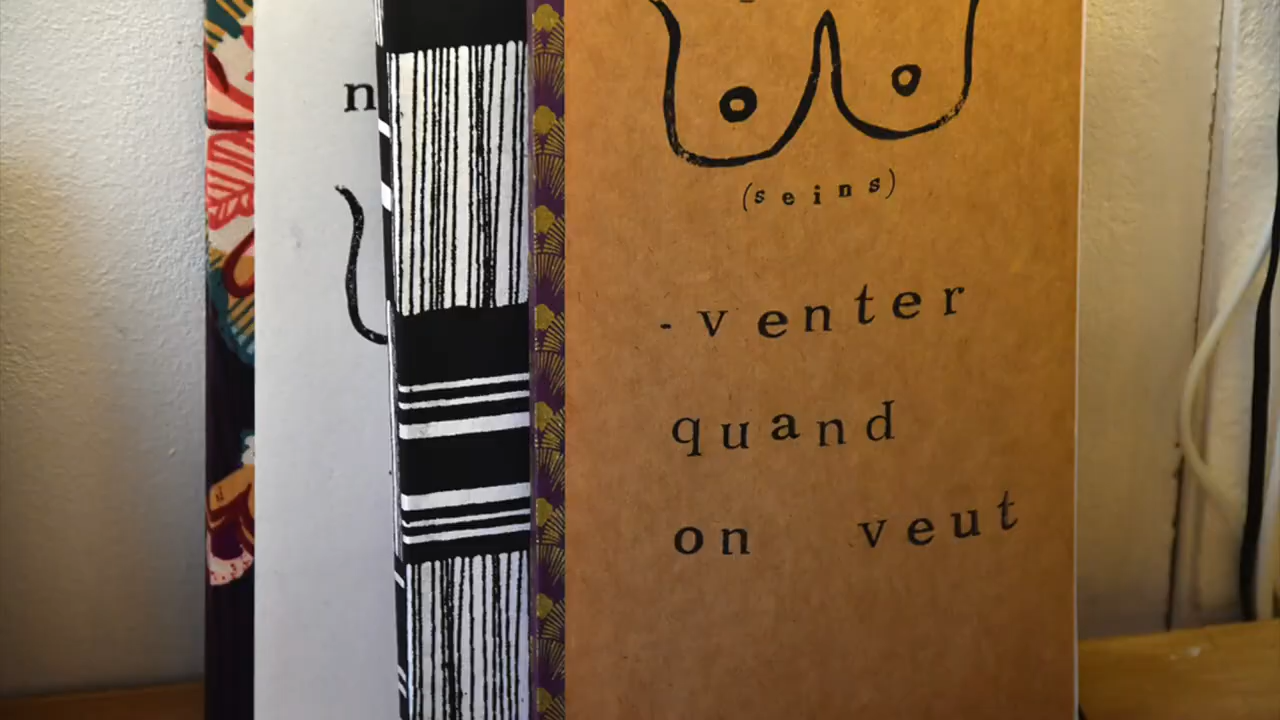 n
(seins)
-venter
quand
on veut